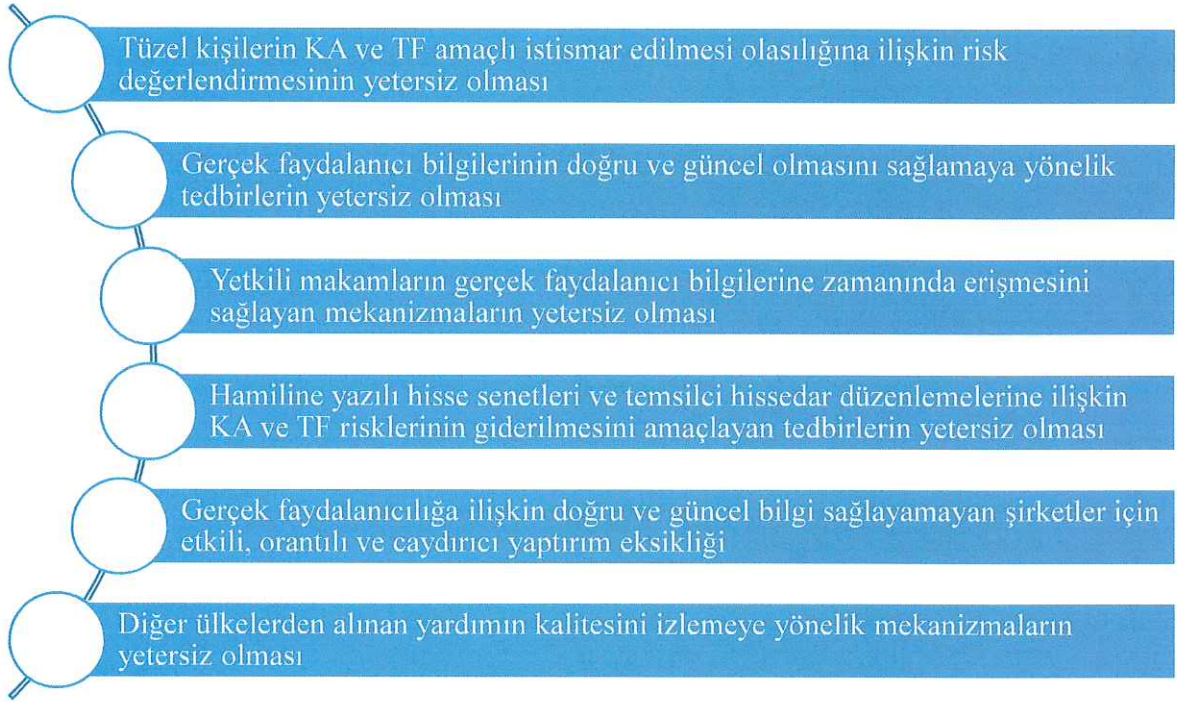 Tüzel kişilerin KA ve TF amaçlı istismar edilmesi olasılığına ilişkin risk
değerlendirmesinin yetersiz olması
Gerçek faydalanıcı bilgilerinin doğru ve güncel olmasını sağlamaya yönelik
tedbirlerin yetersiz olması
Yetkili makamların gerçek faydalanıcı bilgilerine zamanında erişmesini
sağlayan mekanizmaların yetersiz olması
Hamiline yazılı hisse senetleri ve temsilci hissedar düzenlemelerine ilişkin
KA ve TF risklerinin giderilmesini amaçlayan tedbirlerin yetersiz olması
Gerçek faydalanıcılığa ilişkin doğru ve güncel bilgi sağlayamayan şirketler için
etkili, orantılı ve caydırıcı yaptırım eksikliği
Diğer ülkelerden alınan yardımın kalitesini izlemeye yönelik mekanizmaların
yetersiz olması